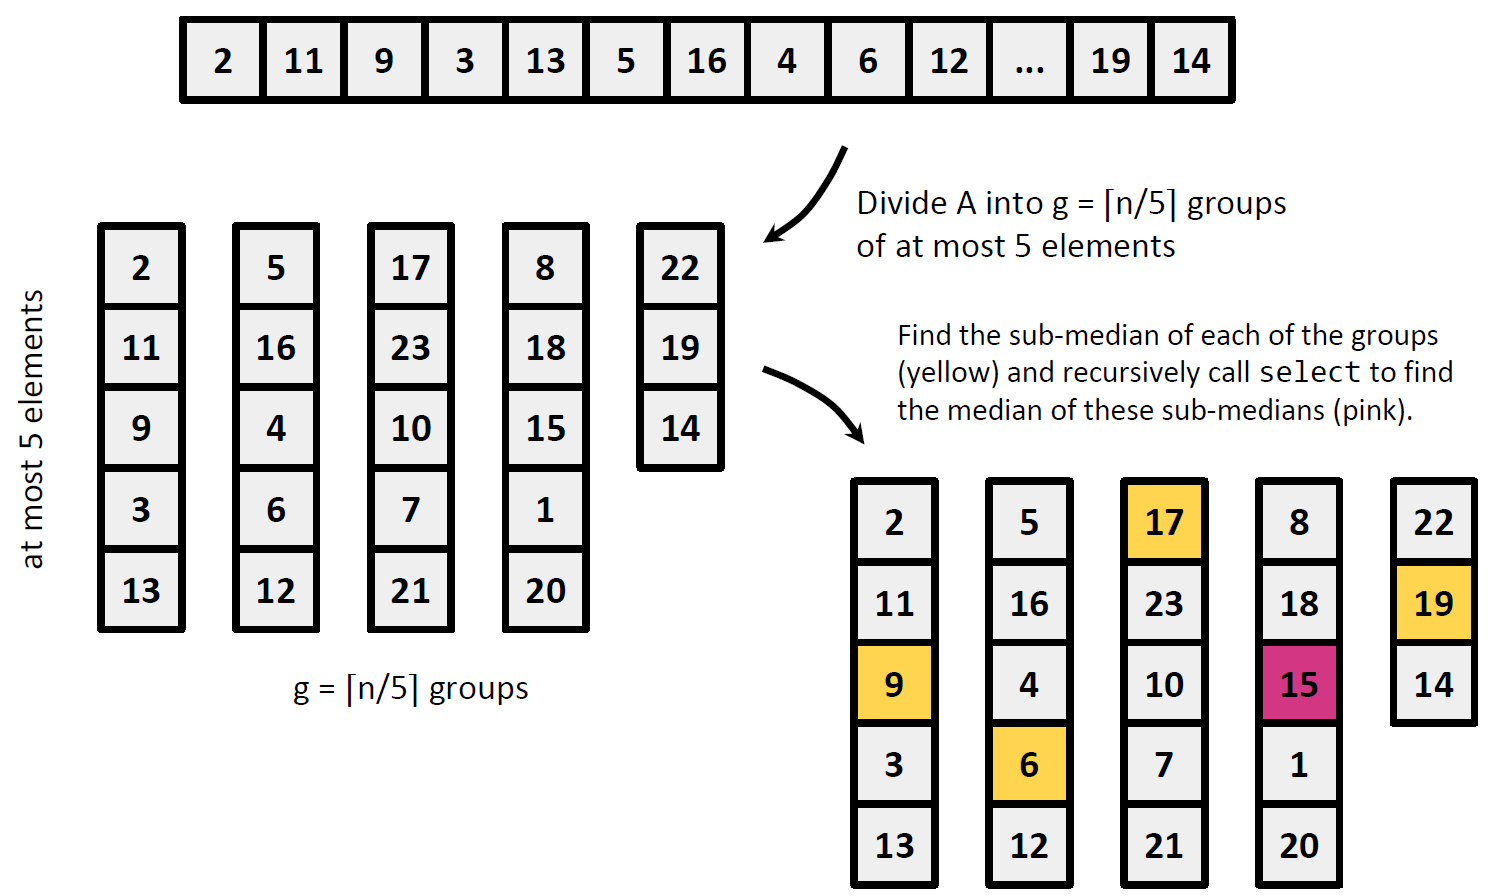 2 11 9 3 13 5 16 4 6 12 ... 19 14
Divide A into g = ⌈n/5⌉ groups
of at most 5 elements
at most 5 elements
2 5 17 8 22
11 16 23 18 19
9 4 10 15 14
3 6 7 1
13 12 21 20
g = ⌈n/5⌉ groups
Find the sub-median of each of the groups
(yellow) and recursively call select to find
the median of these sub-medians (pink).
2 5 17 8 22
11 16 23 18 19
9 4 10 15 14
3 6 7 1
13 12 21 20